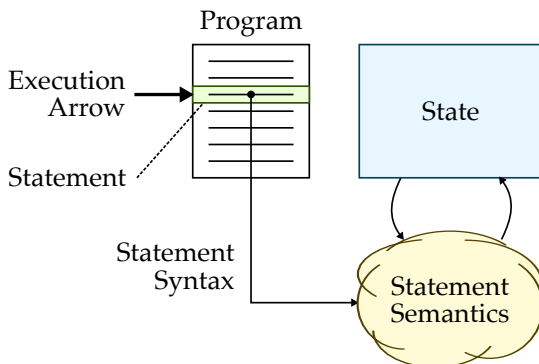 Program
Execution
Arrow
State
Statement
Statement
Syntax
Statement
Semantics